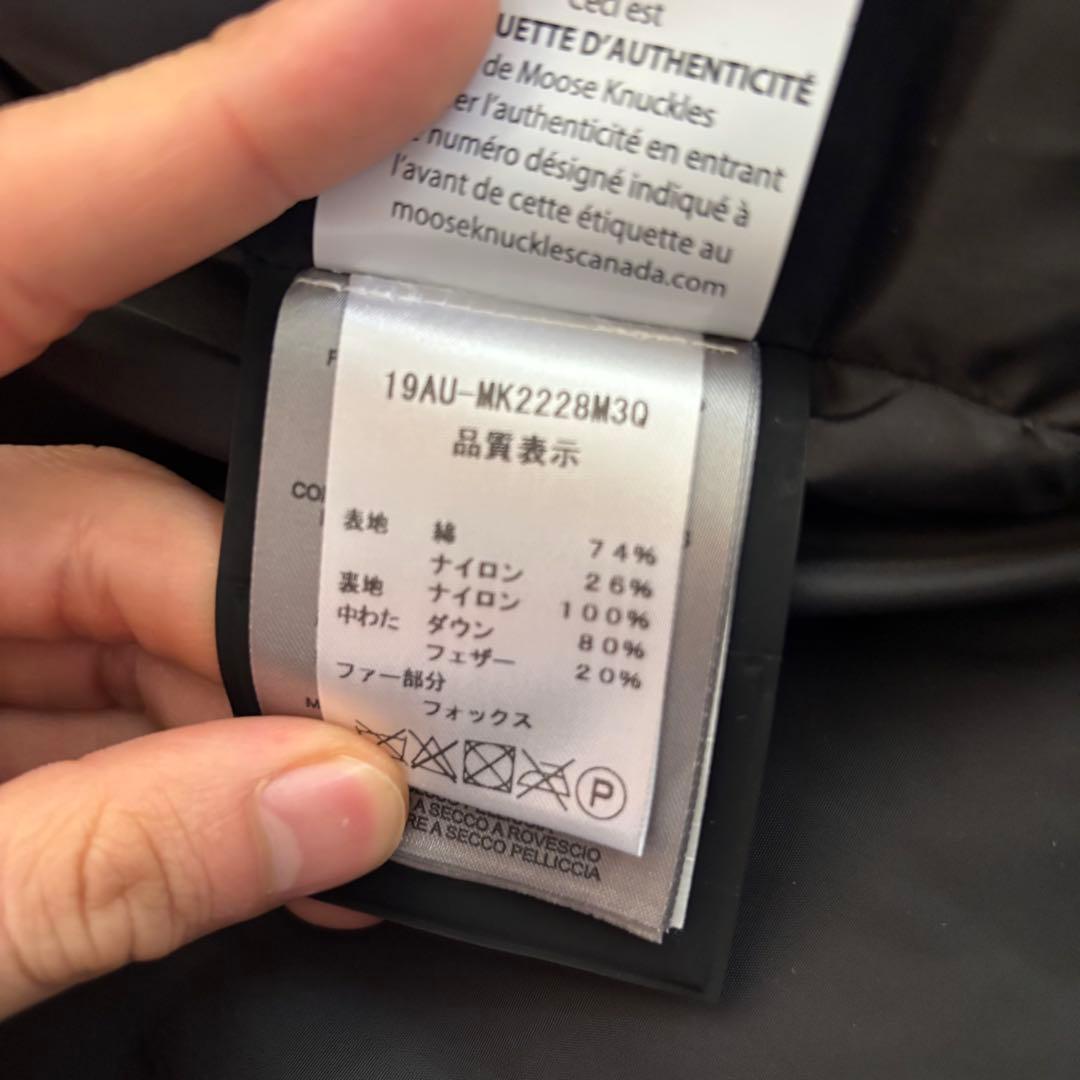 Ceci est
UETTE D'AUTHENTICITÉ
de Moose Knuckles
er l'authenticité en entrant
numéro désigné indiqué à
l'avant de cette étiquette au
mooseknucklescanada.com
19AU-MK2228M3Q
品質表示
表地 綿 74%
ナイロン 26%
裏地 ナイロン 100%
中わた ダウン 80%
フェザー 20%
ファー部分
フォックス
P
A SECCO A ROVESCIO
RE A SECCO PELLICCIA